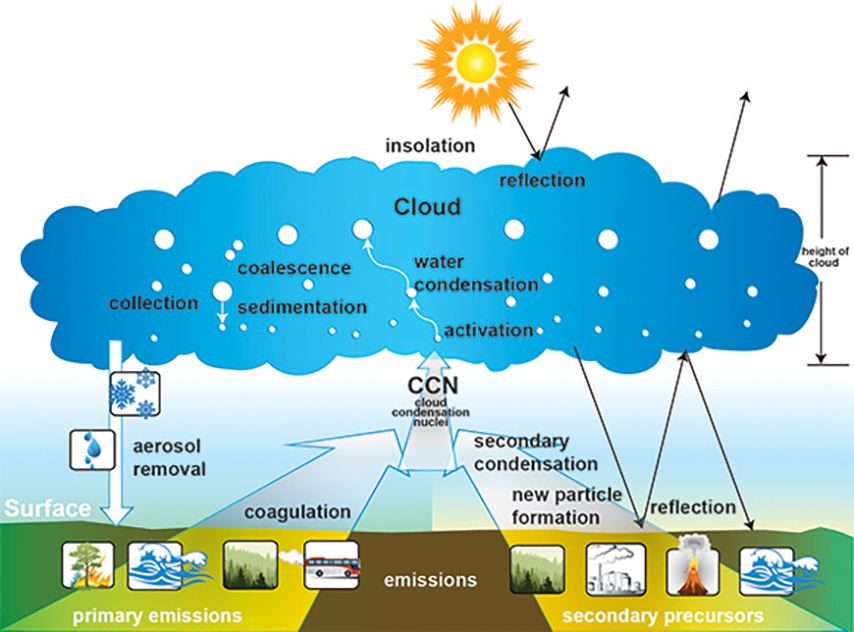 insolation
reflection
Cloud
height of
cloud
water
condensation
coalescence
collection
sedimentation
activation
CCN
cloud
condensation
nuclei
aerosol
removal
secondary
condensation
new particle
formation
Surface
coagulation
reflection
emissions
primary emissions
secondary precursors